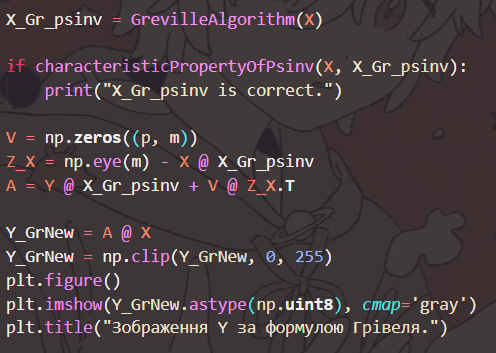 X_Gr_psinv = GrevilleAlgorithm(X)
if characteristicPropertyOfPsinv(X, X_Gr_psinv):
    print("X_Gr_psinv is correct.")
V = np.zeros((p, m))
Z_X = np.eye(m) - X @ X_Gr_psinv
A = Y @ X_Gr_psinv + V @ Z_X.T
Y_GrNew = A @ X
Y_GrNew = np.clip(Y_GrNew, 0, 255)
plt.figure()
plt.imshow(Y_GrNew.astype(np.uint8), cmap='gray')
plt.title("Зображення Y за формулою Грівеля.")